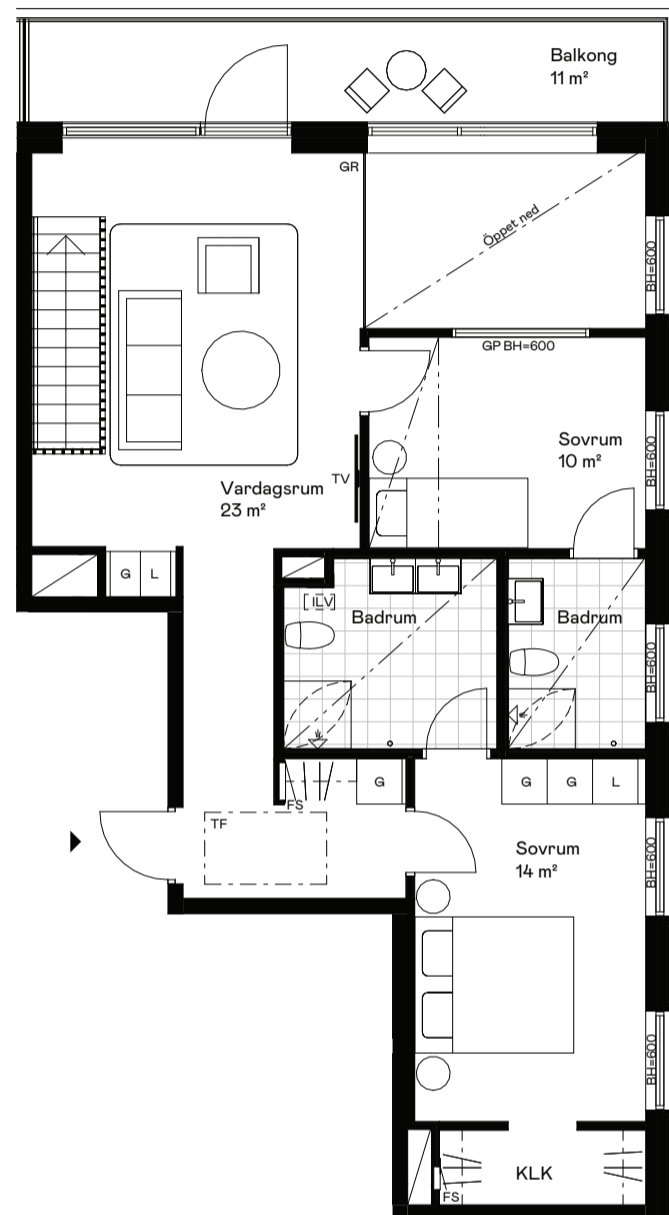 Balkong
11 m²
GR
Öppet ned
BH=600
GP BH=600
Sovrum
10 m²
BH=600
TV
Vardagsrum
23 m²
G L
ILV
Badrum
Badrum
BH=600
FS
G
G G L
TF
Sovrum
14 m²
BH=600
BH=600
KLK
FS